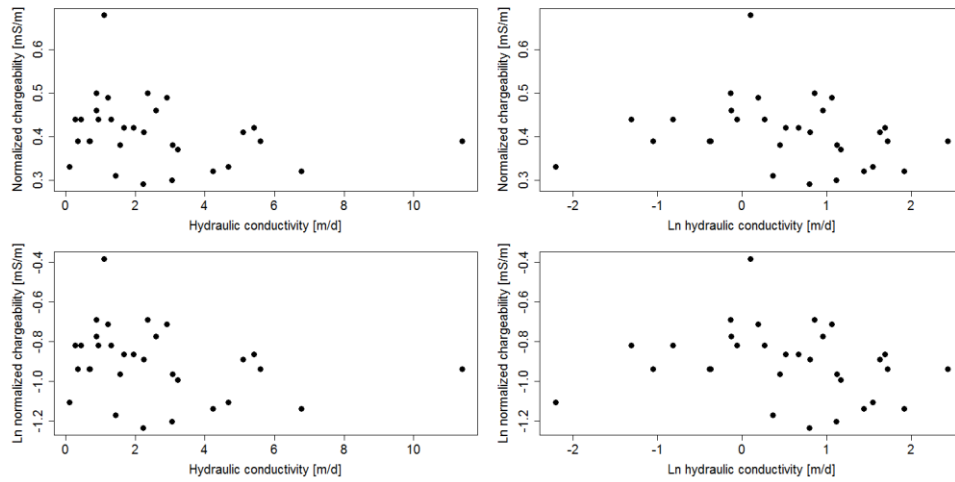 Normalized chargeability [mS/m]
0.6
0.5
0.4
0.3
0 2 4 6 8 10
Hydraulic conductivity [m/d]
Normalized chargeability [mS/m]
0.6
0.5
0.4
0.3
-2 -1 0 1 2
Ln hydraulic conductivity [m/d]
Ln normalized chargeability [mS/m]
-0.4
-0.6
-0.8
-1.0
-1.2
0 2 4 6 8 10
Hydraulic conductivity [m/d]
Ln normalized chargeability [mS/m]
-0.4
-0.6
-0.8
-1.0
-1.2
-2 -1 0 1 2
Ln hydraulic conductivity [m/d]